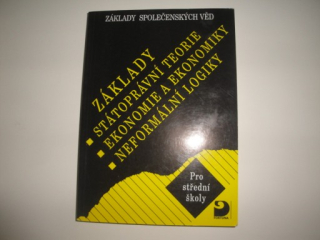 ZÁKLADY SPOLEČENSKÝCH VĚD
ZÁKLADY
▪ STÁTOPRÁVNÍ TEORIE
▪ EKONOMIE A EKONOMIKY
▪ NEFORMÁLNÍ LOGIKY
Pro
střední
školy